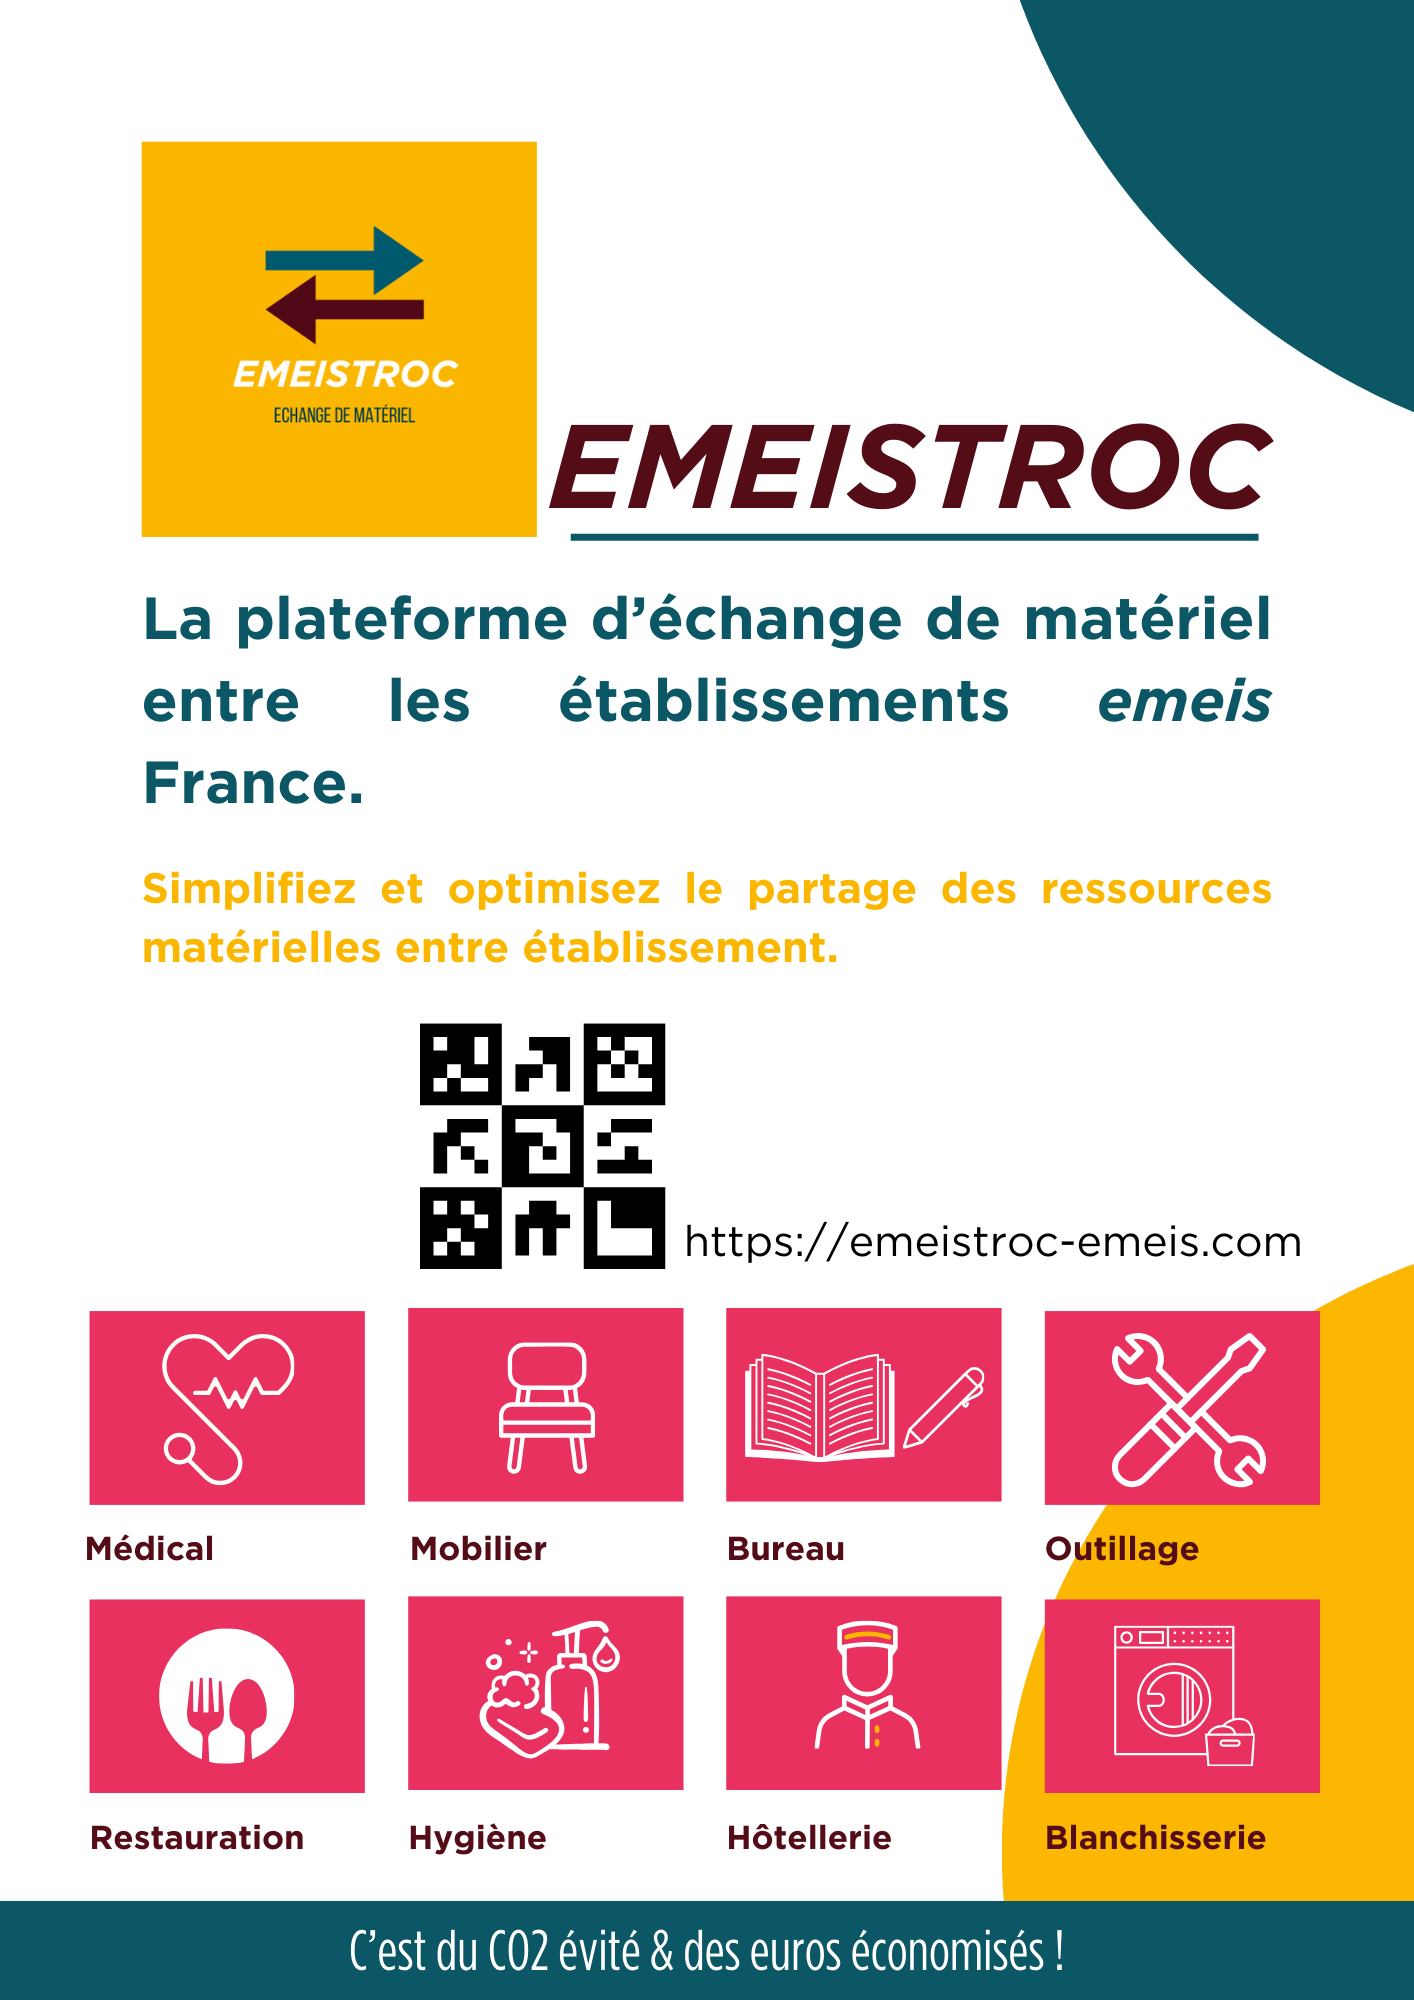 EMEISTROC
ECHANGE DE MATÉRIEL
EMEISTROC
La plateforme d’échange de matériel
entre les établissements emeis
France.
Simplifiez et optimisez le partage des ressources
matérielles entre établissement.
https://emeistroc-emeis.com
Médical
Mobilier
Bureau
Outillage
Restauration
Hygiène
Hôtellerie
Blanchisserie
C’est du CO2 évité & des euros économisés !